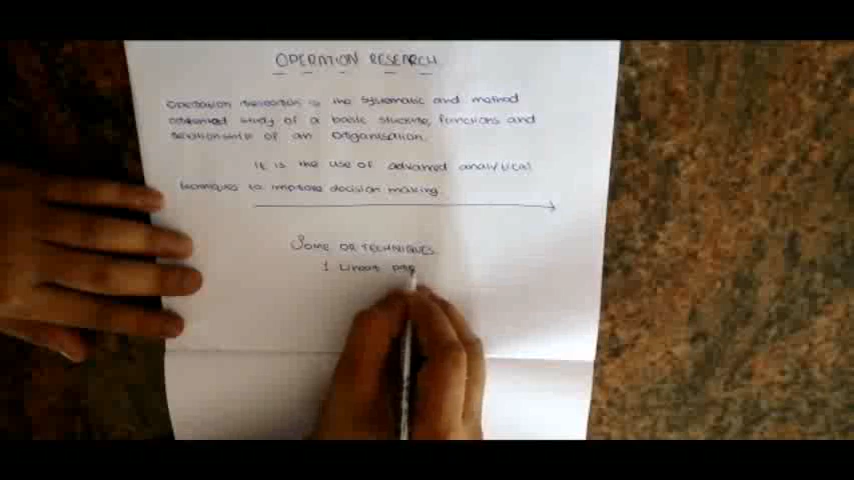 OPERATION RESEARCH
Operation research is the systematic and method
oriented study of a basic structure, functions and
relationship of an Organisation.
It is the use of advanced analytical
techniques to improve decision making.
SOME OR TECHNIQUES
1 Linear pro